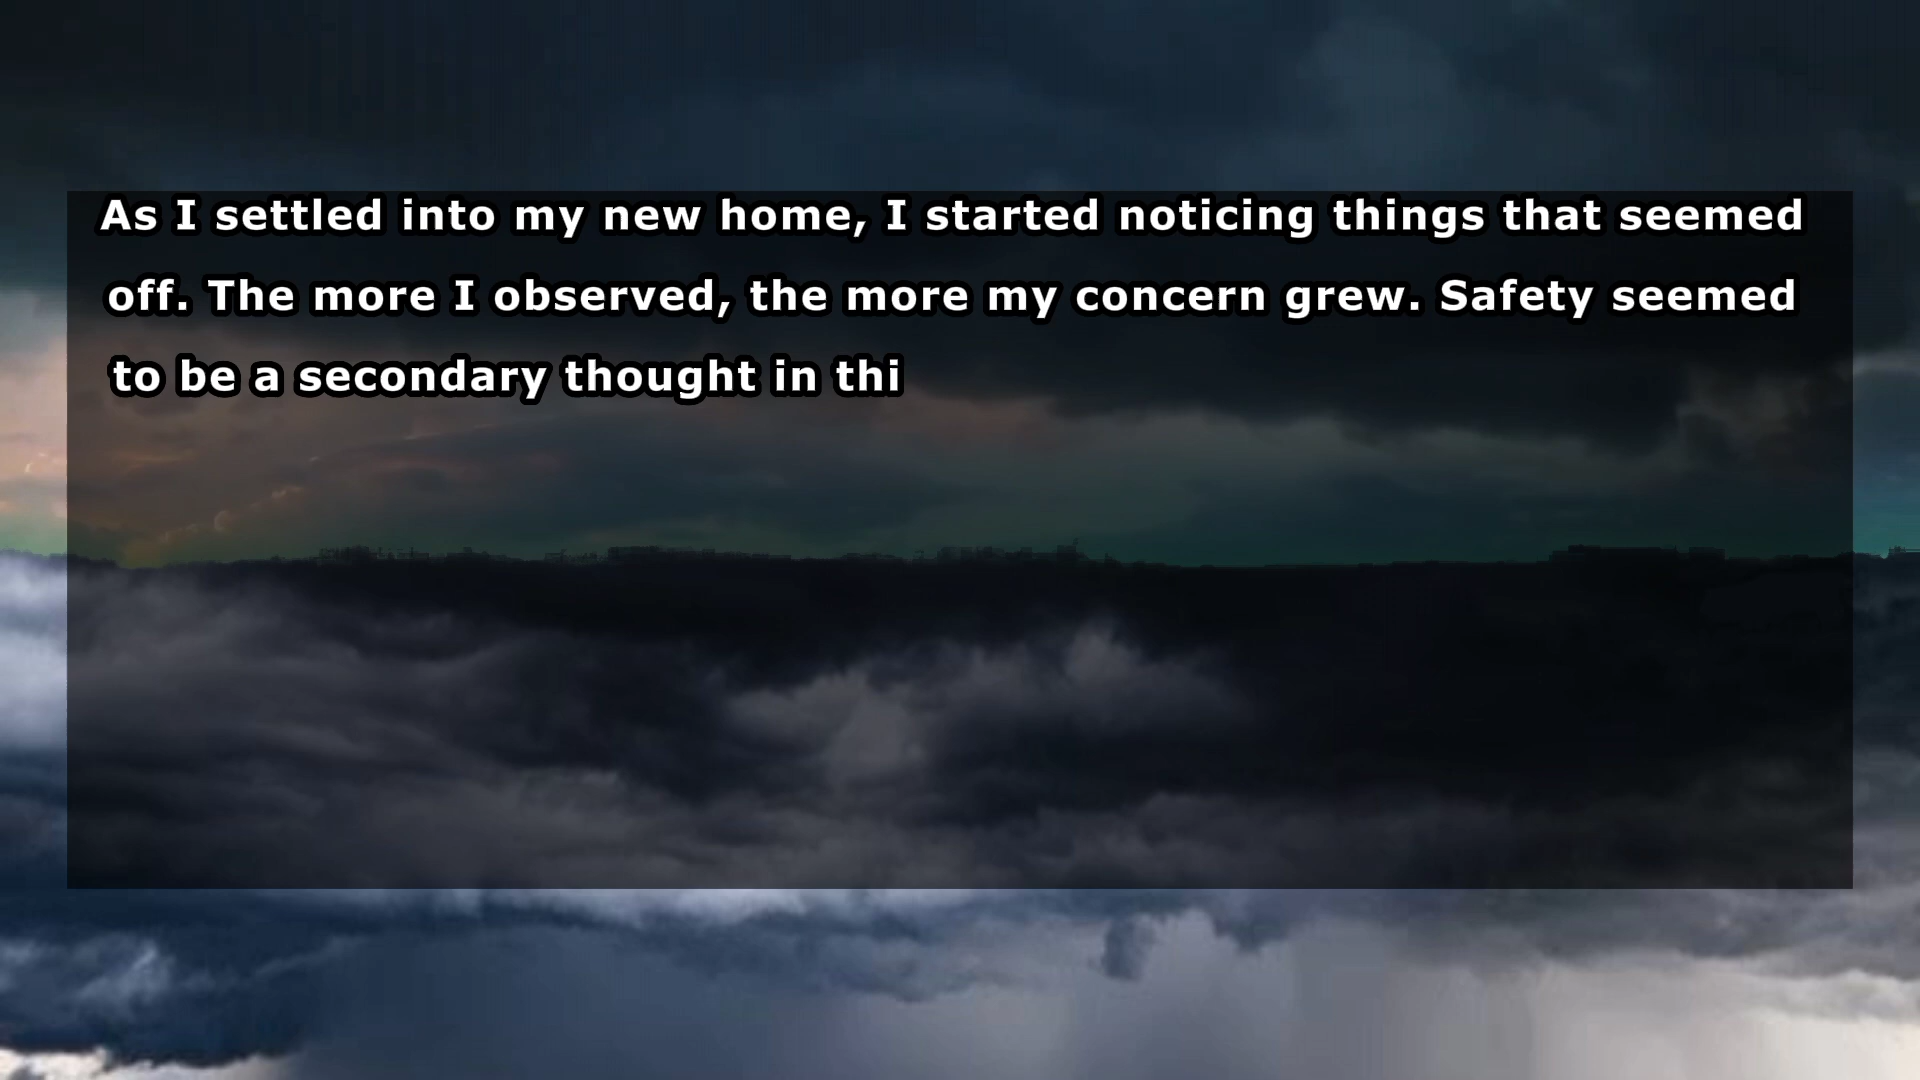 As I settled into my new home, I started noticing things that seemed
off. The more I observed, the more my concern grew. Safety seemed
to be a secondary thought in thi